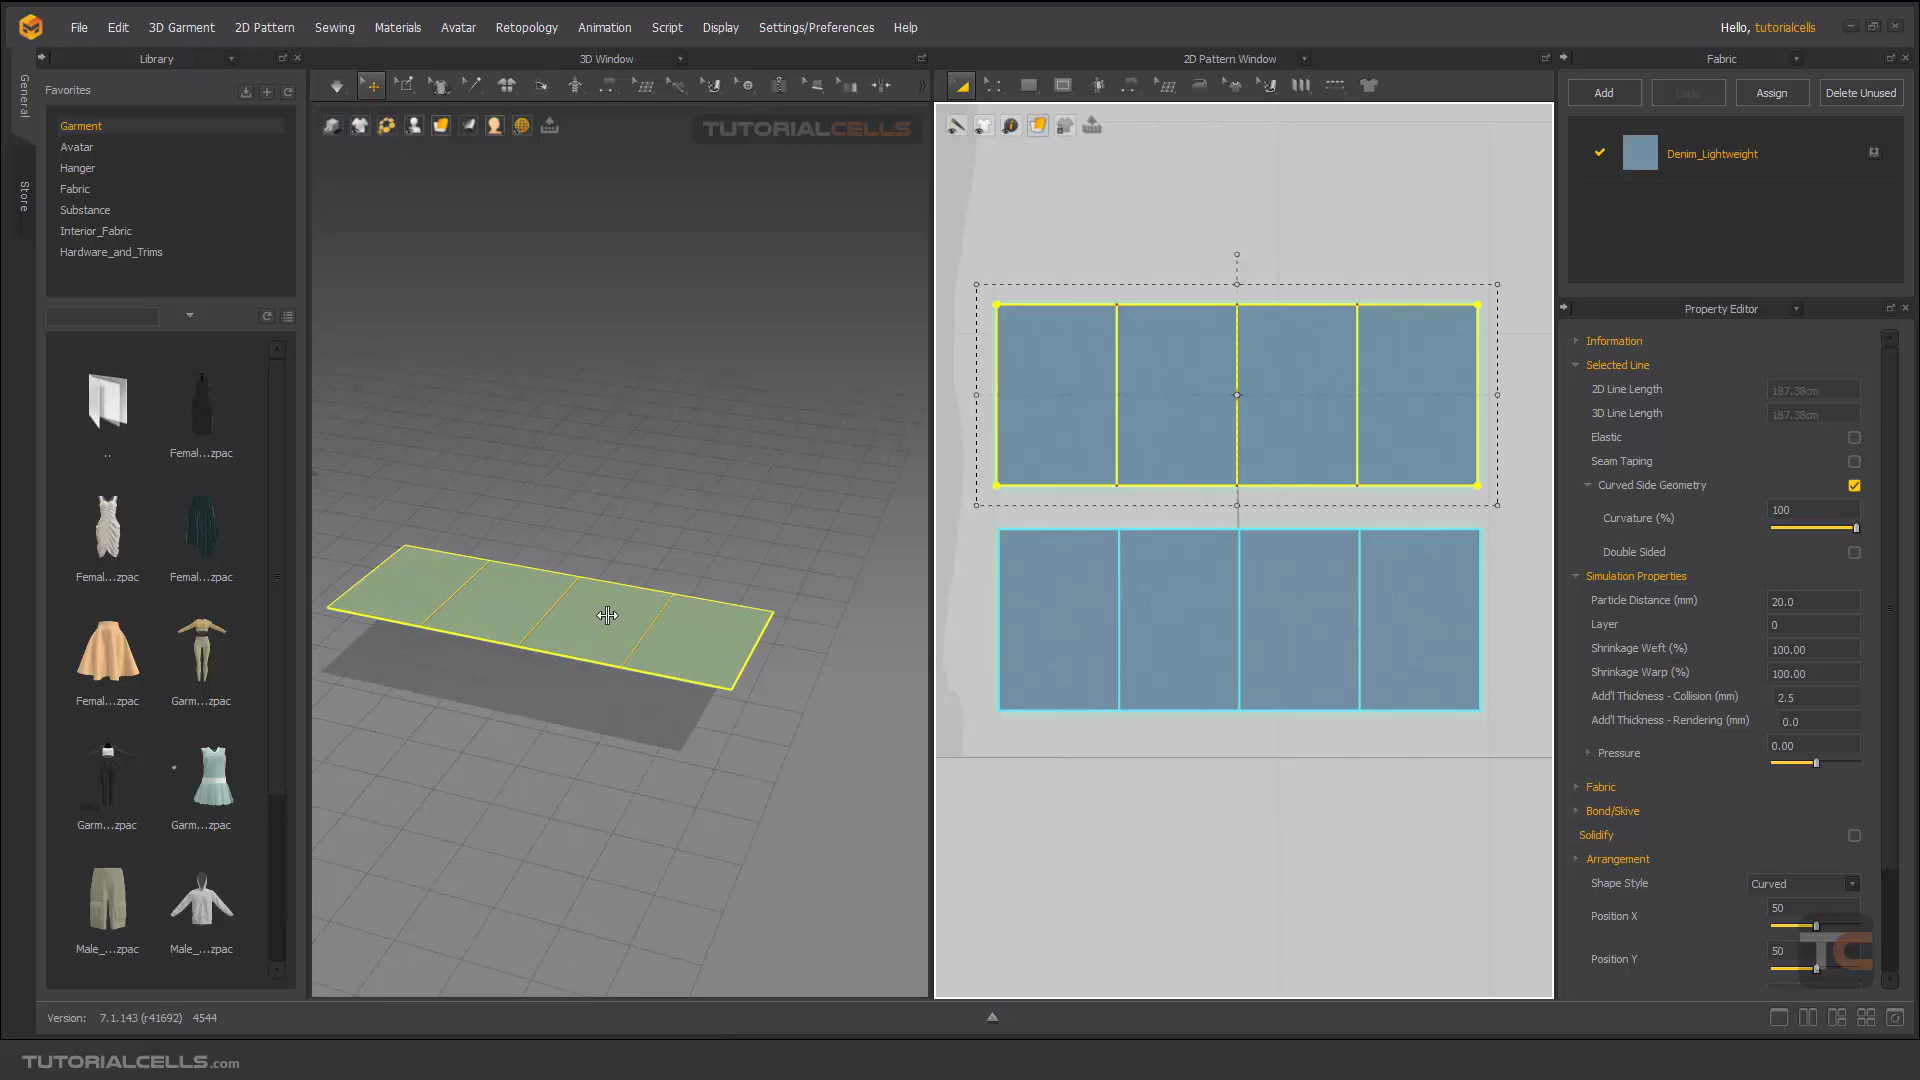 File Edit 3D Garment 2D Pattern Sewing Materials Avatar Retopology Animation Script Display Settings/Preferences Help
Hello, tutorialcells
Library
3D Window
2D Pattern Window
Fabric
General
Store
Favorites
Garment
Avatar
Hanger
Fabric
Substance
Interior_Fabric
Hardware_and_Trims
..
Femal...zpac
Femal...zpac
Femal...zpac
Femal...zpac
Garm...zpac
Garm...zpac
Garm...zpac
Male_...zpac
Male_...zpac
TUTORIALCELLS
Add Copy Assign Delete Unused
Denim_Lightweight
Property Editor
Information
Selected Line
2D Line Length 187.38cm
3D Line Length 187.38cm
Elastic
Seam Taping
Curved Side Geometry
Curvature (%) 100
Double Sided
Simulation Properties
Particle Distance (mm) 20.0
Layer 0
Shrinkage Weft (%) 100.00
Shrinkage Warp (%) 100.00
Add'l Thickness - Collision (mm) 2.5
Add'l Thickness - Rendering (mm) 0.0
Pressure 0.00
Fabric
Bond/Skive
Solidify
Arrangement
Shape Style Curved
Position X 50
Position Y 50
TC
Version: 7.1.143 (r41692) 4544
TUTORIALCELLS.com